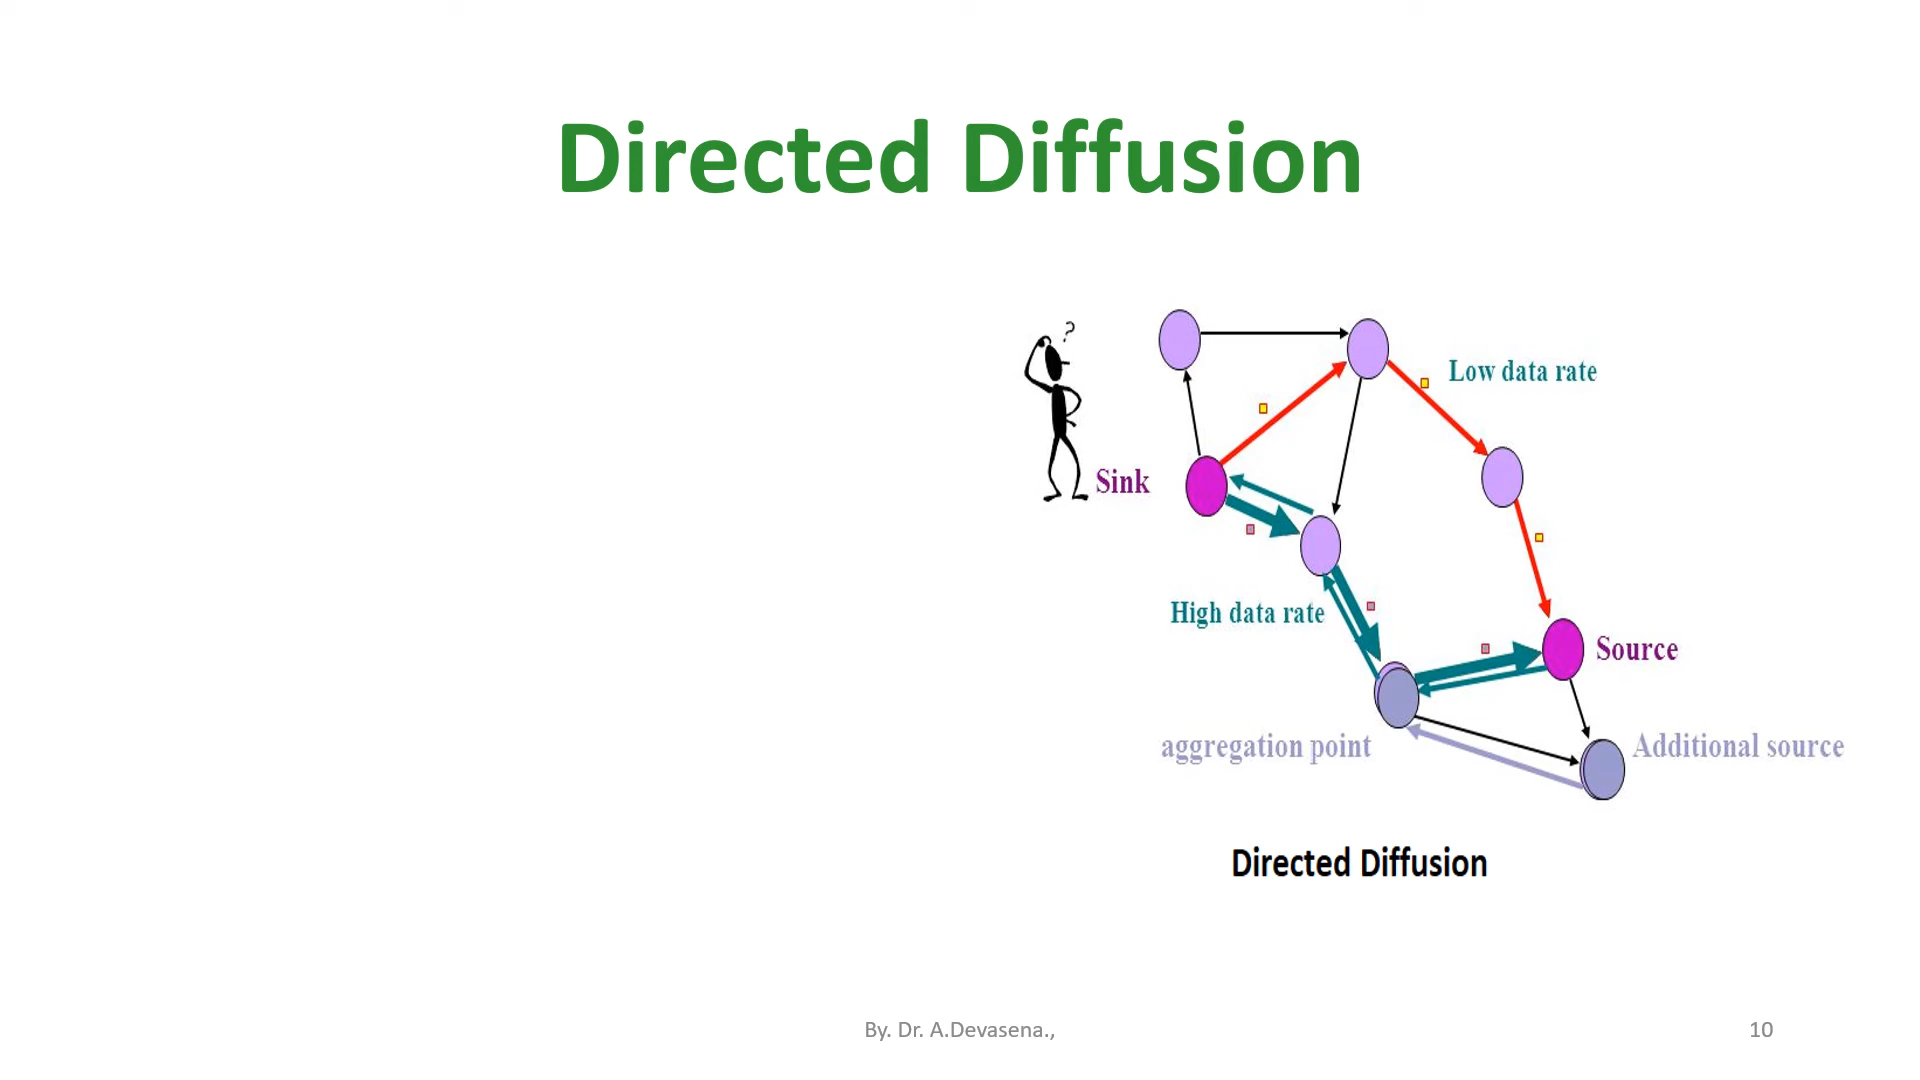 Directed Diffusion
?
Low data rate
Sink
High data rate
Source
aggregation point
Additional source
Directed Diffusion
By. Dr. A.Devasena.,
10